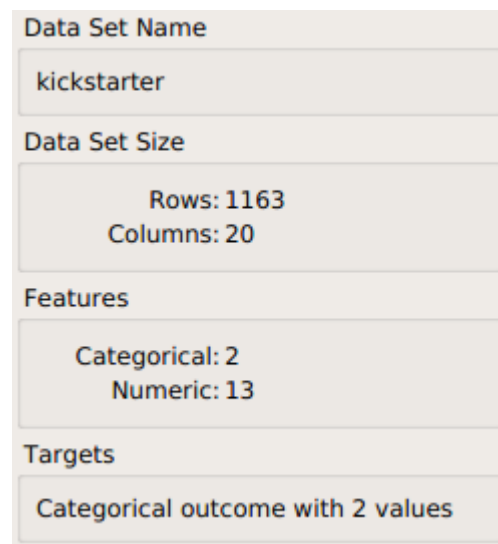 Data Set Name
kickstarter
Data Set Size
Rows: 1163
Columns: 20
Features
Categorical: 2
Numeric: 13
Targets
Categorical outcome with 2 values